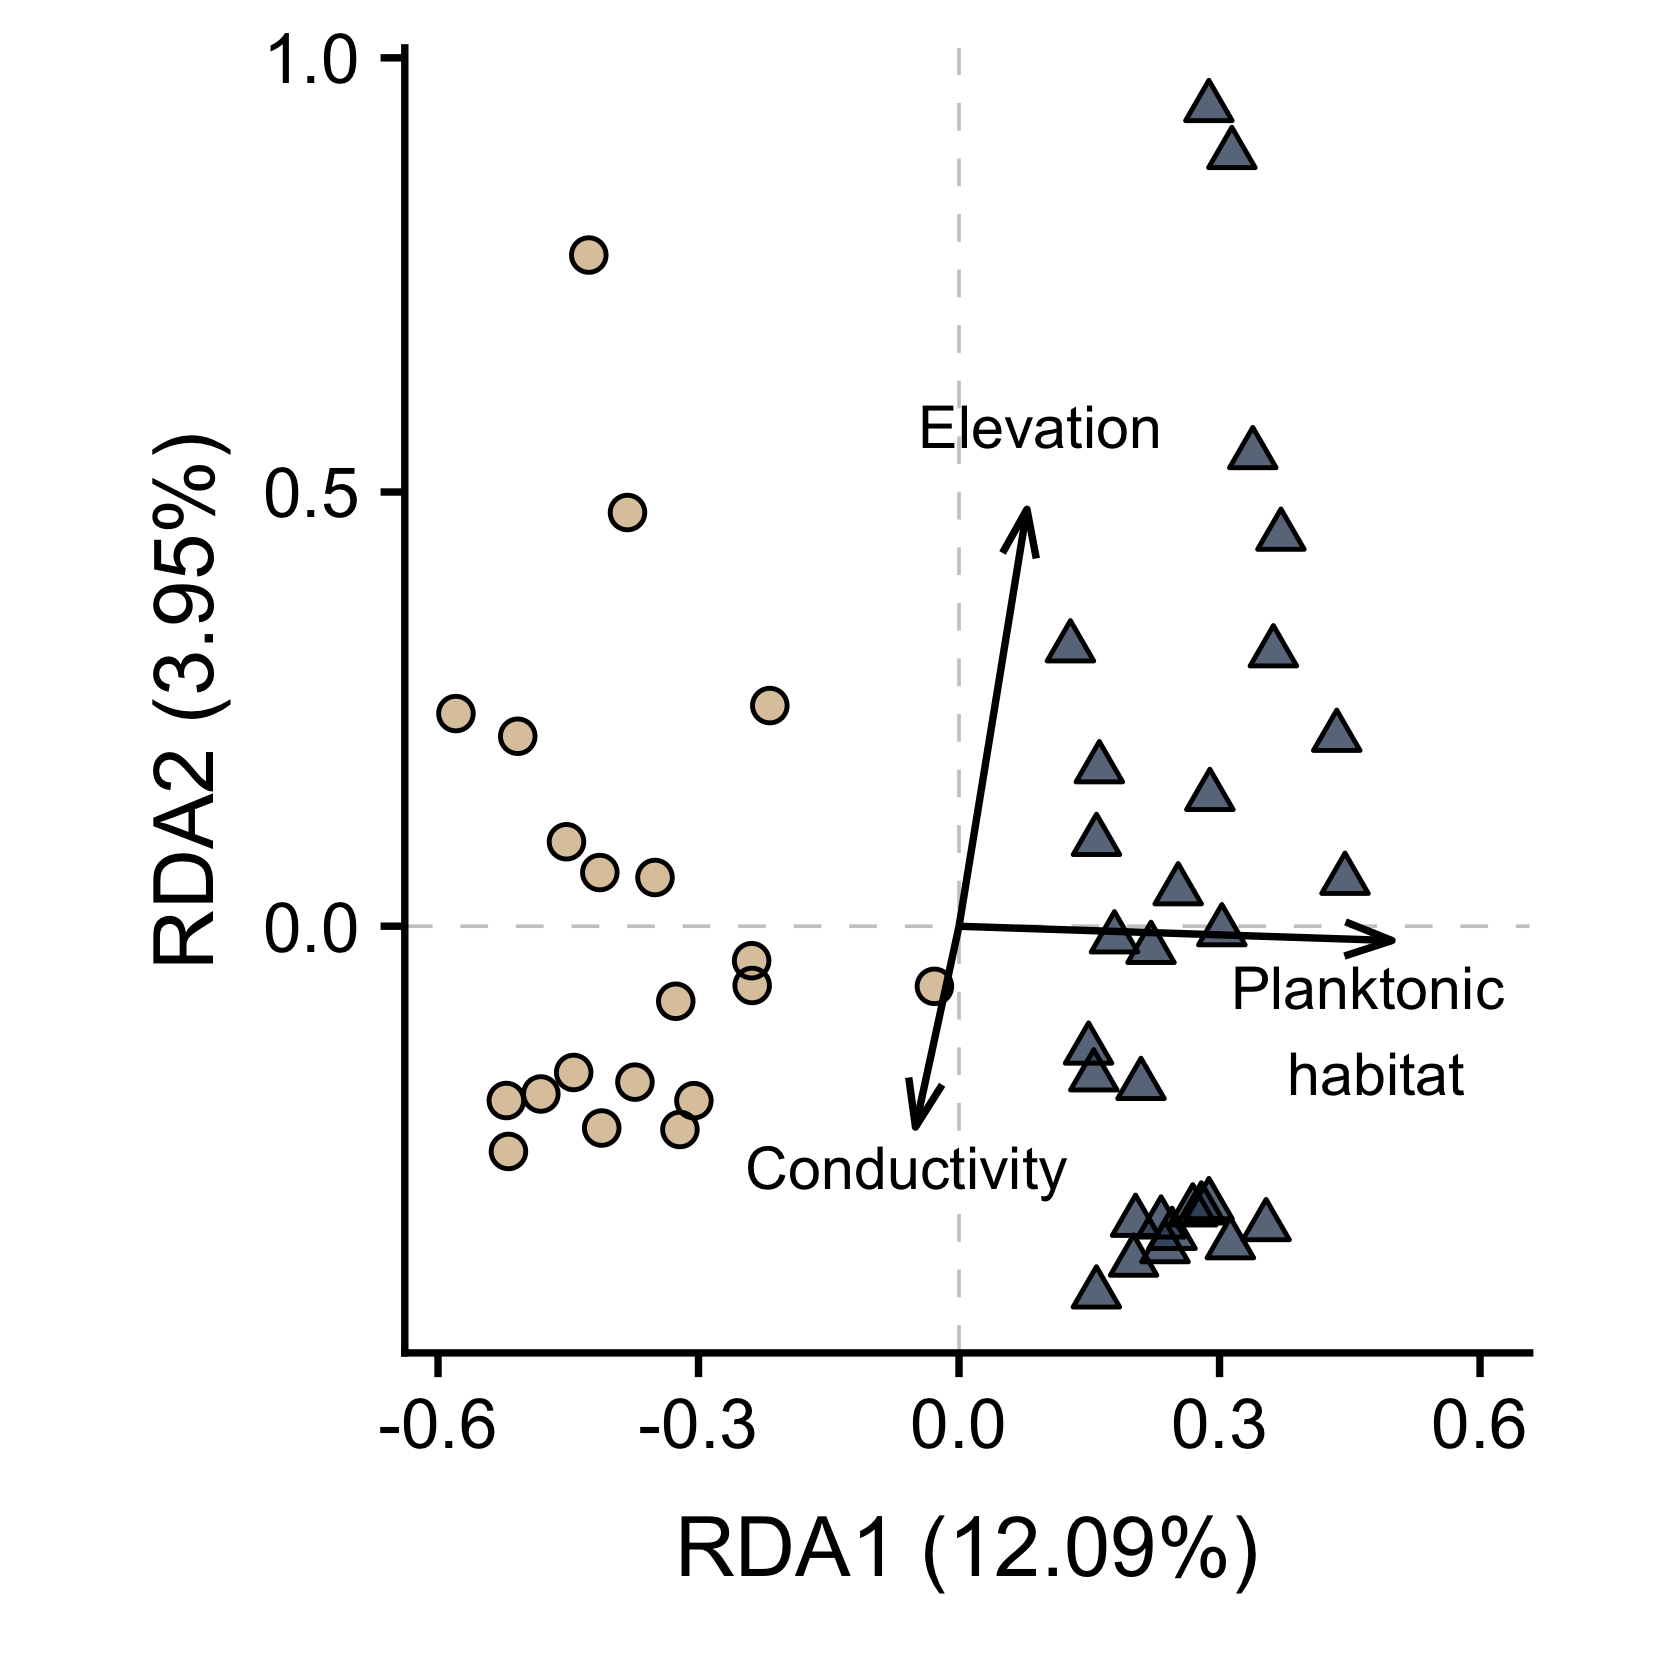 1.0
Elevation
0.5
RDA2 (3.95%)
0.0
Planktonic
habitat
Conductivity
-0.6 -0.3 0.0 0.3 0.6
RDA1 (12.09%)